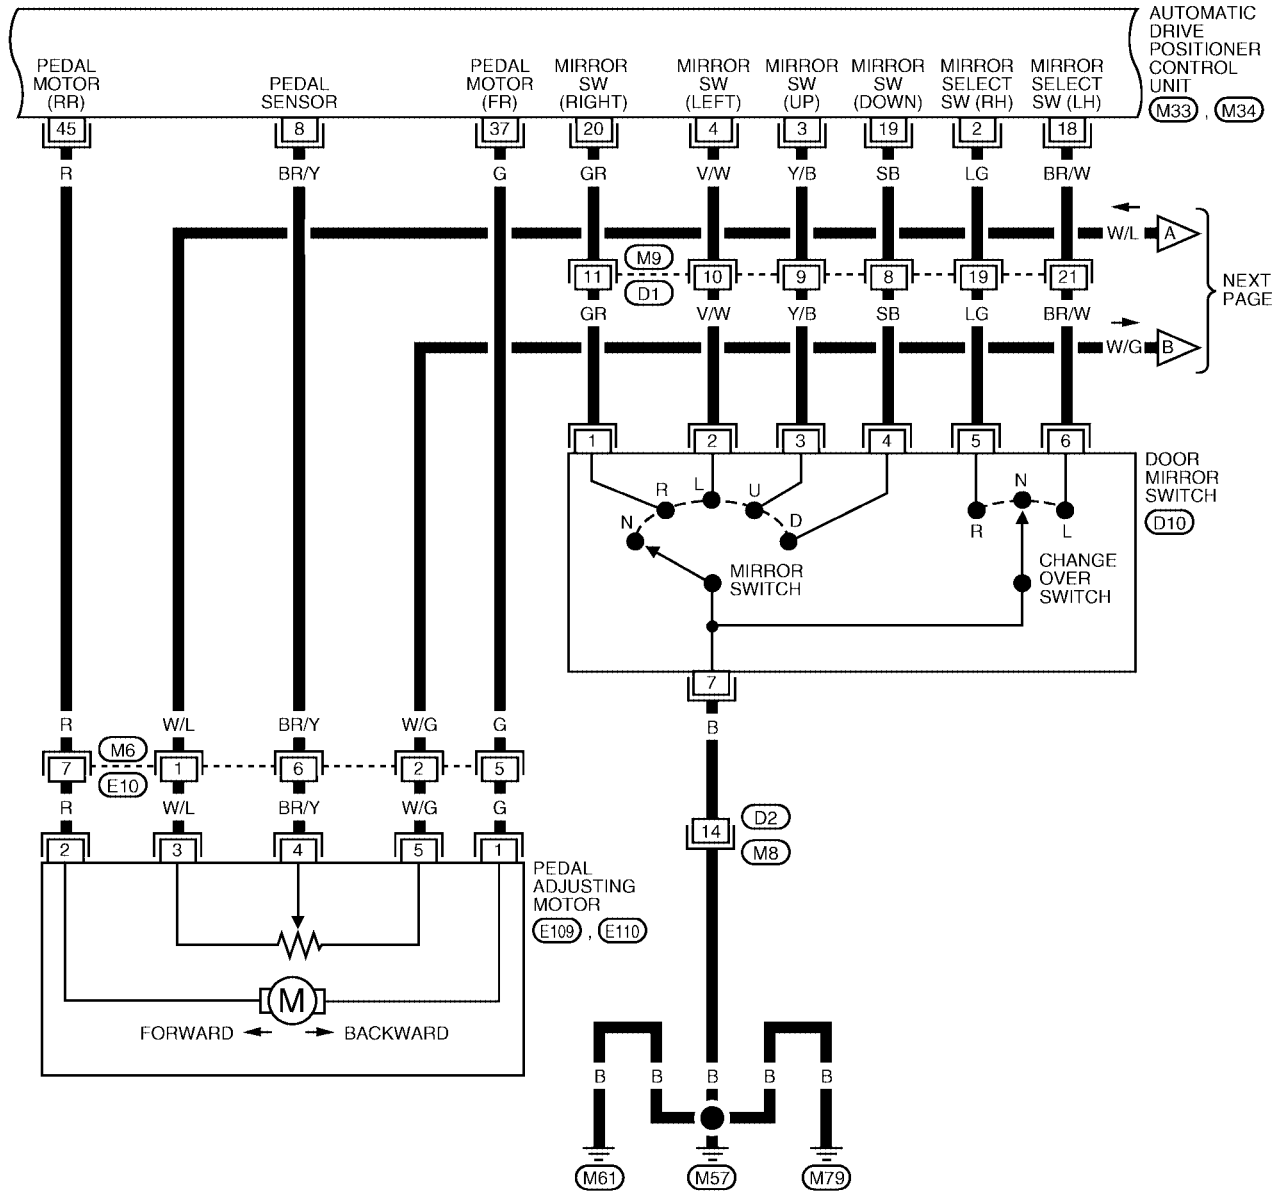 AUTOMATIC
DRIVE
POSITIONER
CONTROL
UNIT
M33 , M34
PEDAL
MOTOR
(RR)
PEDAL
SENSOR
PEDAL
MOTOR
(FR)
MIRROR
SW
(RIGHT)
MIRROR
SW
(LEFT)
MIRROR
SW
(UP)
MIRROR
SW
(DOWN)
MIRROR
SELECT
SW (RH)
MIRROR
SELECT
SW (LH)
45 8 37 20 4 3 19 2 18
R BR/Y G GR V/W Y/B SB LG BR/W
W/L A
M9
11 10 9 8 19 21
D1
NEXT
PAGE
GR V/W Y/B SB LG BR/W
W/G B
1 2 3 4 5 6
DOOR
MIRROR
SWITCH
D10
N R L U D
R N L
MIRROR
SWITCH
CHANGE
OVER
SWITCH
7
B
R W/L BR/Y W/G G
M6
7 1 6 2 5
E10
R W/L BR/Y W/G G
2 3 4 5 1
PEDAL
ADJUSTING
MOTOR
E109 , E110
M
FORWARD BACKWARD
D2
14
M8
B B B B B
M61 M57 M79